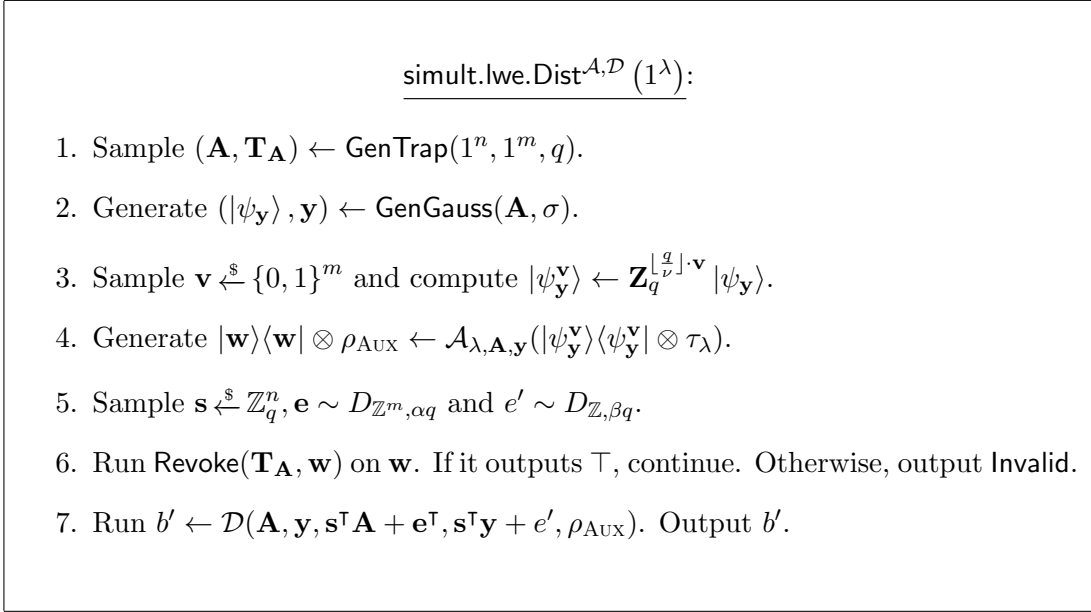 simult.lwe.Dist^{𝒜,𝒟} (1^λ):
1. Sample (𝐀, 𝐓_𝐀) ← GenTrap(1^n, 1^m, q).
2. Generate (|ψ_𝐲⟩, 𝐲) ← GenGauss(𝐀, σ).
3. Sample 𝐯 ←$ {0, 1}^m and compute |ψ_𝐲^𝐯⟩ ← 𝐙_q^{⌊q/ν⌋·𝐯} |ψ_𝐲⟩.
4. Generate |𝐰⟩⟨𝐰| ⊗ ρ_AUX ← 𝒜_{λ,𝐀,𝐲}(|ψ_𝐲^𝐯⟩⟨ψ_𝐲^𝐯| ⊗ τ_λ).
5. Sample 𝐬 ←$ ℤ_q^n, 𝐞 ∼ D_{ℤ^m,αq} and e′ ∼ D_{ℤ,βq}.
6. Run Revoke(𝐓_𝐀, 𝐰) on 𝐰. If it outputs ⊤, continue. Otherwise, output Invalid.
7. Run b′ ← 𝒟(𝐀, 𝐲, 𝐬^⊺𝐀 + 𝐞^⊺, 𝐬^⊺𝐲 + e′, ρ_AUX). Output b′.